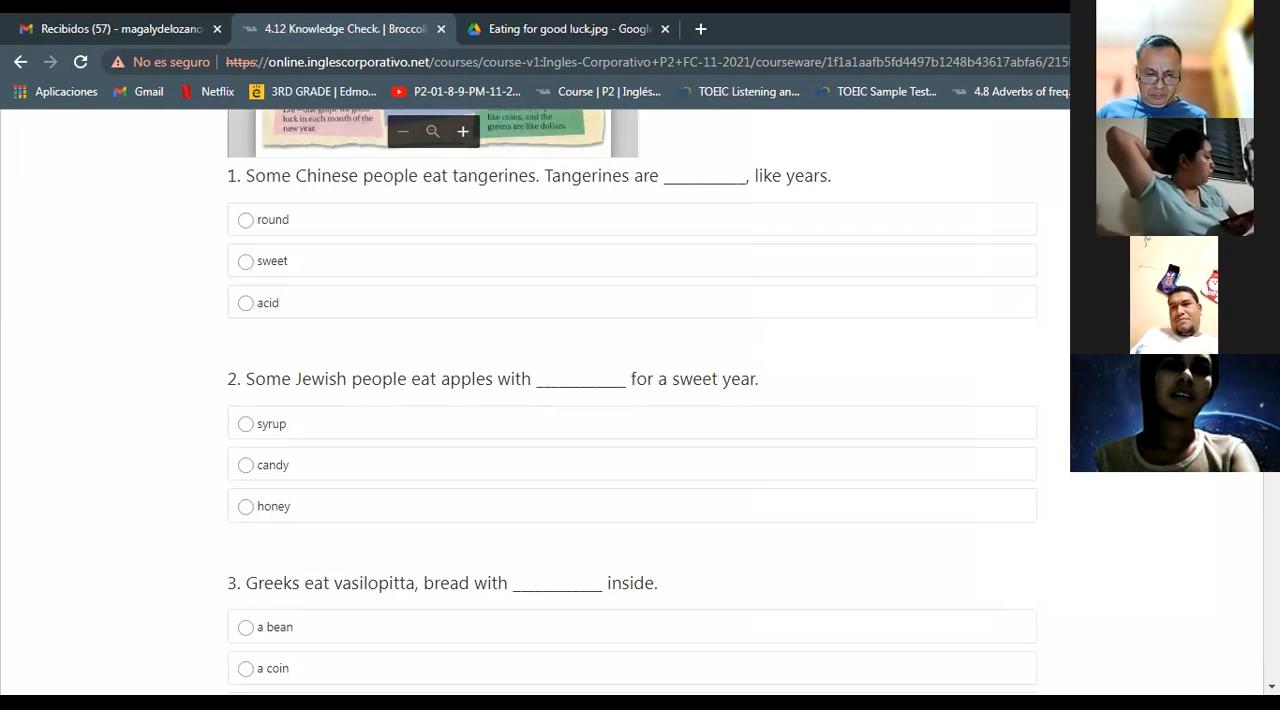 Recibidos (57) - magalydelozano
4.12 Knowledge Check. | Broccoli
Eating for good luck.jpg - Google
No es seguro
https://online.inglescorporativo.net/courses/course-v1:Ingles-Corporativo+P2+FC-11-2021/courseware/1f1a1aafb5fd4497b1248b43617abfa6/215
Aplicaciones
Gmail
Netflix
3RD GRADE | Edmo...
P2-01-8-9-PM-11-2...
Course | P2 | Inglés...
TOEIC Listening an...
TOEIC Sample Test...
4.8 Adverbs of freq
luck in each month of the
new year.
like coins, and the
greens are like dollars.
1. Some Chinese people eat tangerines. Tangerines are __________, like years.
round
sweet
acid
2. Some Jewish people eat apples with ___________ for a sweet year.
syrup
candy
honey
3. Greeks eat vasilopitta, bread with ___________ inside.
a bean
a coin